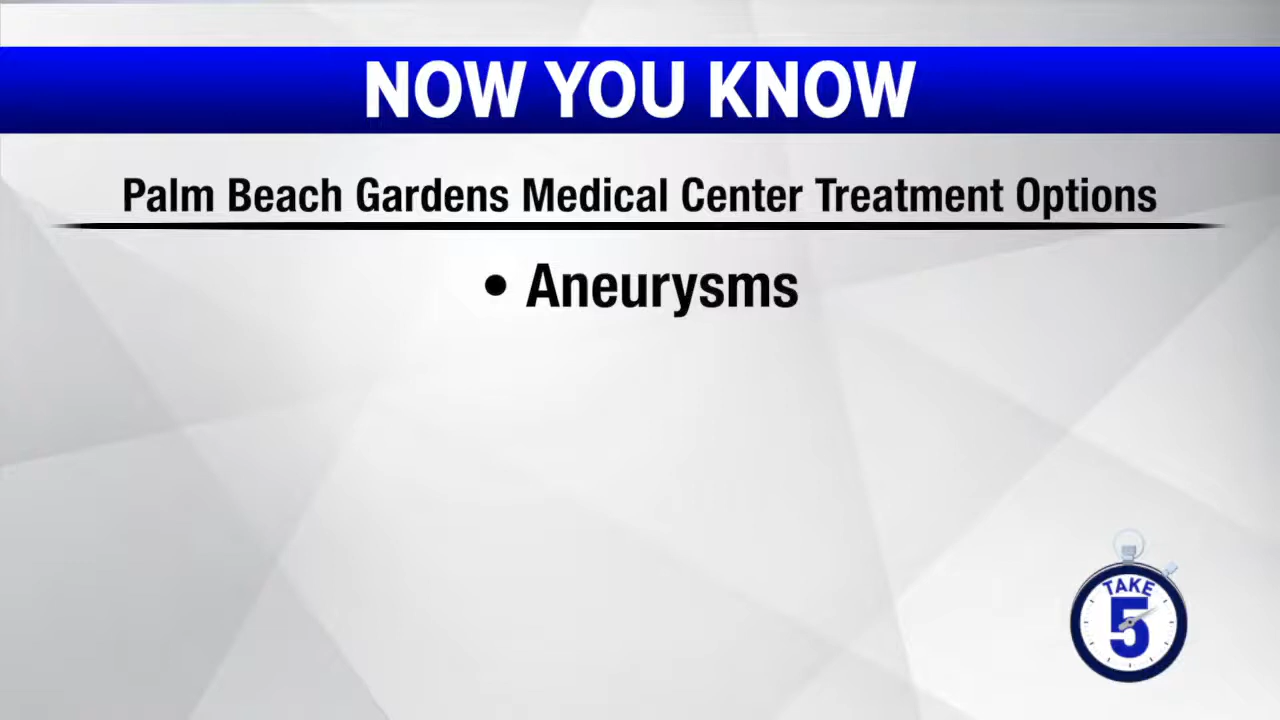 NOW YOU KNOW
Palm Beach Gardens Medical Center Treatment Options
• Aneurysms
TAKE
5